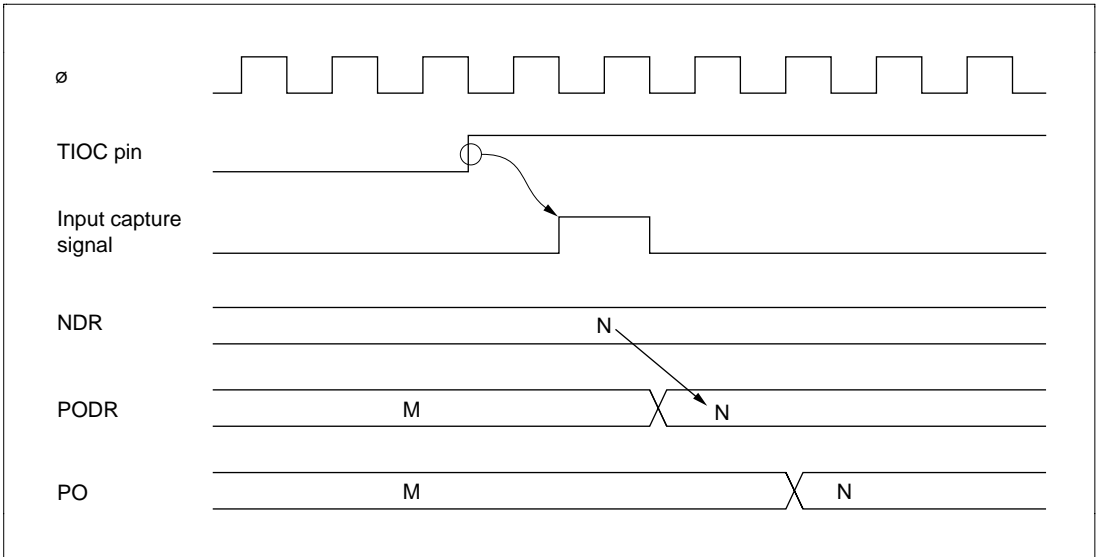 ø
TIOC pin
Input capture
signal
NDR
N
PODR
M
N
PO
M
N